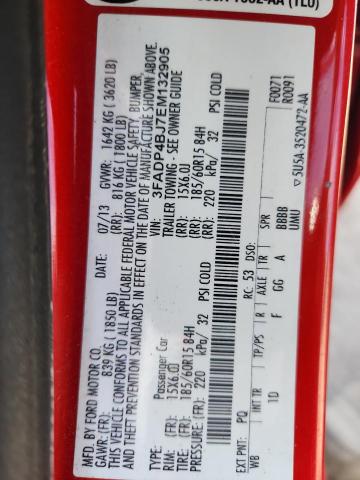 MFD. BY FORD MOTOR CO.
DATE: 07/13 GVWR: 1642 KG ( 3620 LB)
GAWR: (FR): 839 KG ( 1850 LB) (RR): 816 KG ( 1800 LB)
THIS VEHICLE CONFORMS TO ALL APPLICABLE FEDERAL MOTOR VEHICLE SAFETY, BUMPER,
STANDARDS IN EFFECT ON THE DATE OF MANUFACTURE SHOWN ABOVE.
VIN: 3FADP4BJ7EM132905
TYPE: Passenger Car TRAILER TOWING - SEE OWNER GUIDE
RIM: (FR): 15X6.0J (RR): 15X6.0J
TIRE: (FR): 185/60R15 84H (RR): 185/60R15 84H
PRESSURE: (FR): 220 kPa/ 32 PSI COLD (RR): 220 kPa/ 32 PSI COLD
EXT PNT: PQ RC: 53 DSO: F0071
WB INT TR TP/PS R AXLE TR SPR R0091
1D F GG A BBBB
UMU
▽5U5A-3520472-AA